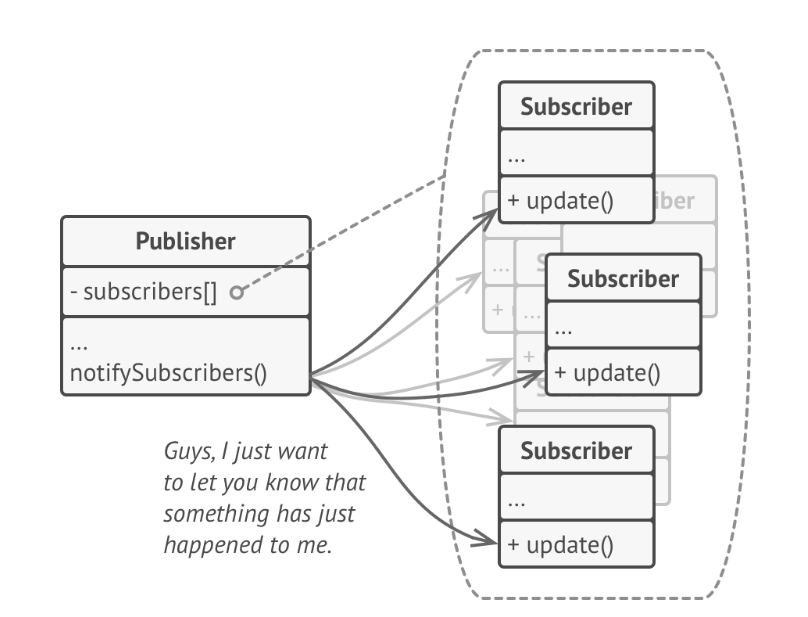 Publisher
- subscribers[]
...
notifySubscribers()
Guys, I just want
to let you know that
something has just
happened to me.
Subscriber
...
+ update()
...
Subscriber
...
+ update()
...
+
Subscriber
...
+ update()